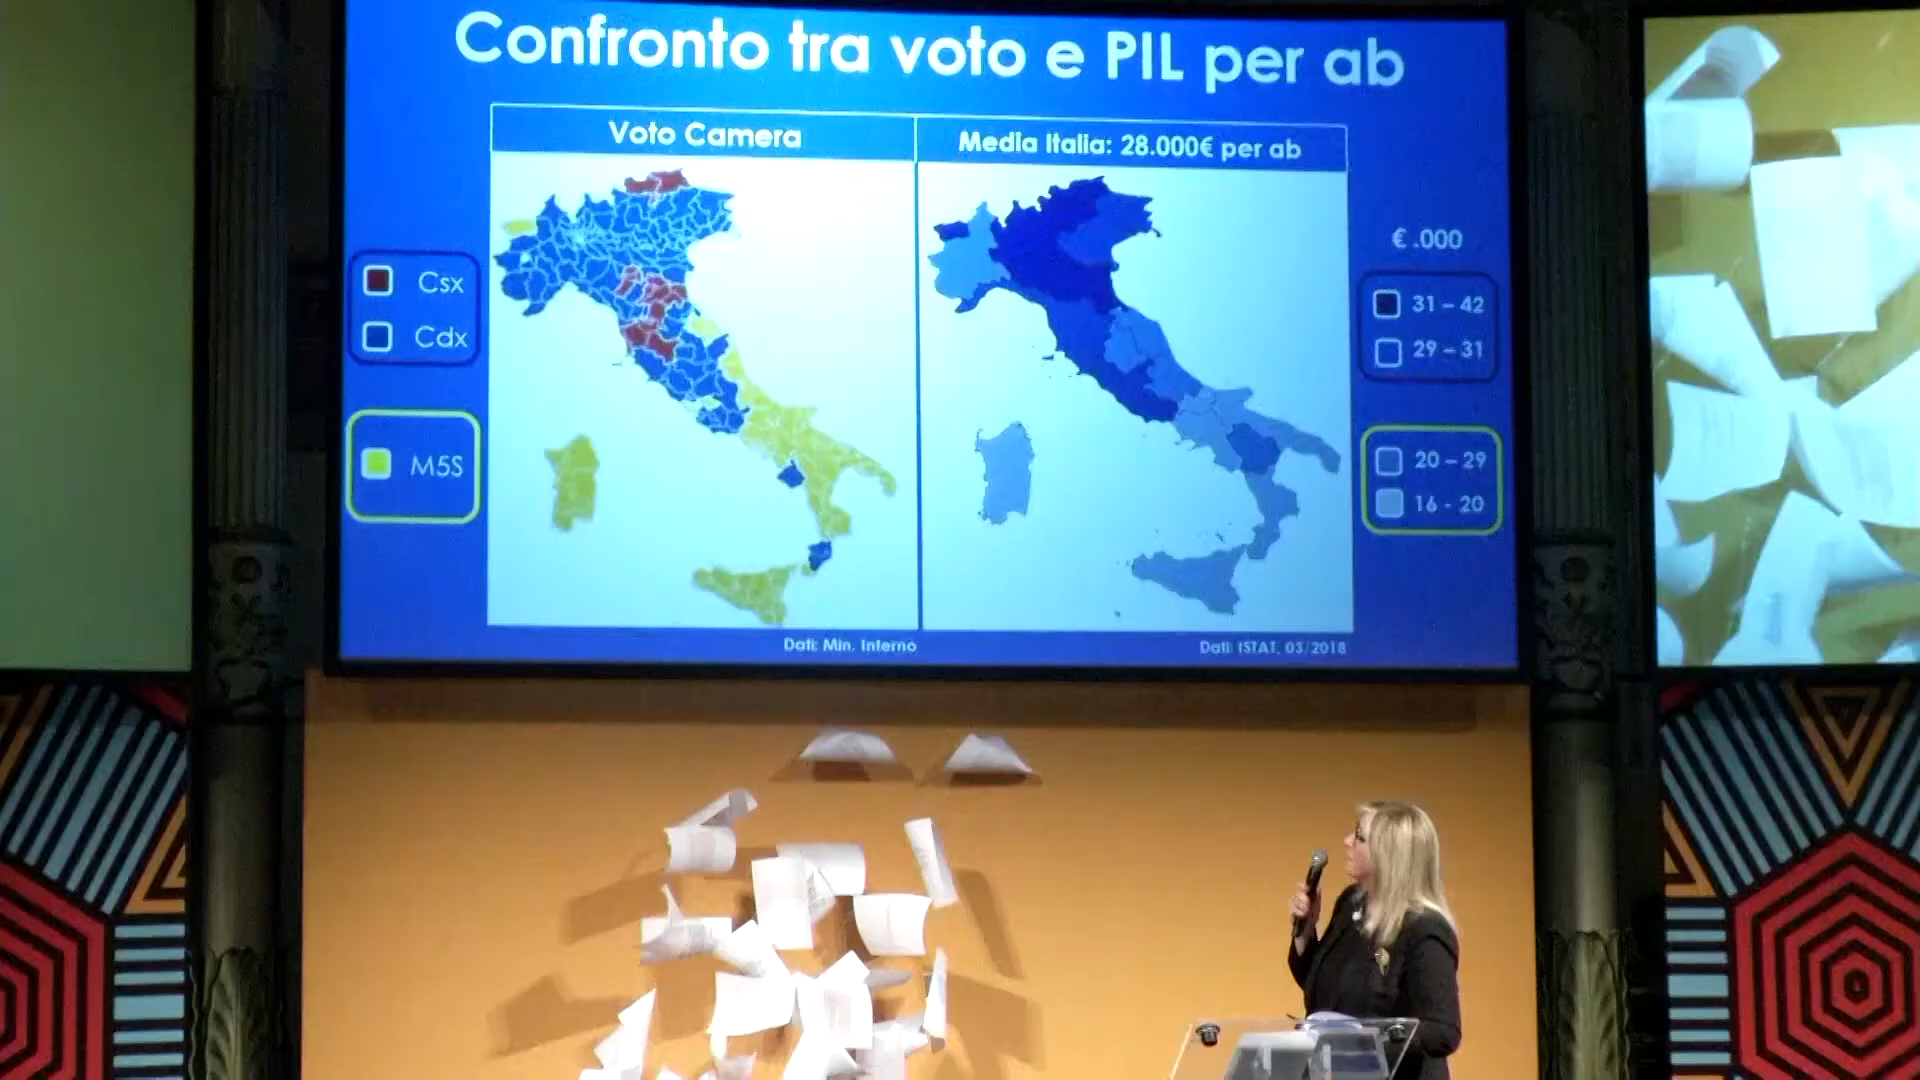 Confronto tra voto e PIL per ab
Voto Camera
Media Italia: 28.000€ per ab
Csx
Cdx
M5S
€ .000
31 – 42
29 – 31
20 – 29
16 - 20
Dati: Min. Interno
Dati: ISTAT, 03/2018